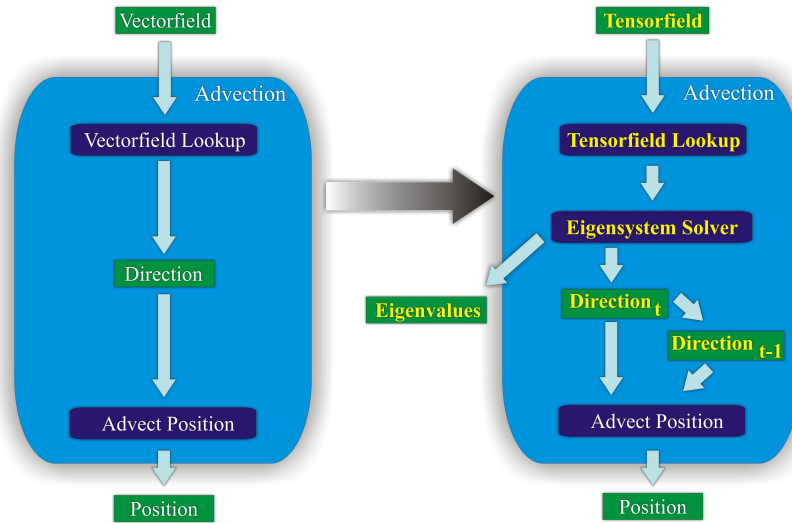 Vectorfield
Advection
Vectorfield Lookup
Direction
Advect Position
Position
Tensorfield
Advection
Tensorfield Lookup
Eigensystem Solver
Eigenvalues
Direction t
Direction t-1
Advect Position
Position